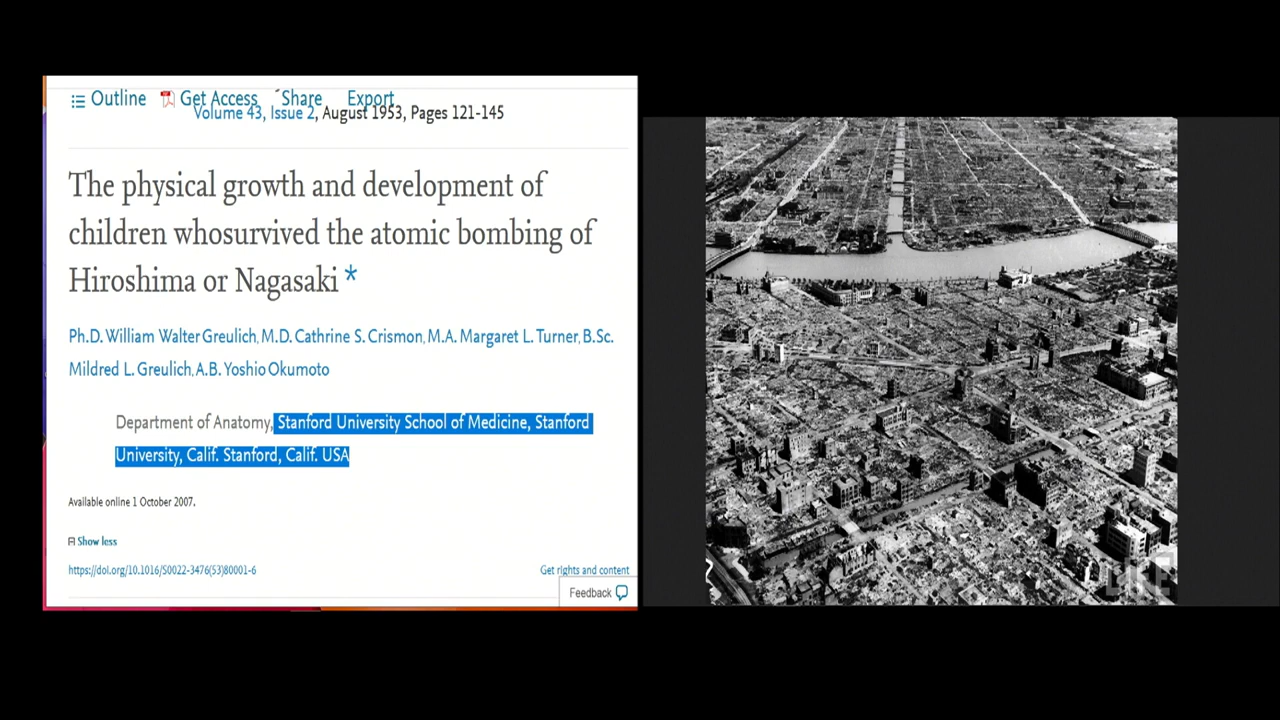 Outline Get Access Share Export
Volume 43, Issue 2, August 1953, Pages 121-145
The physical growth and development of
children whosurvived the atomic bombing of
Hiroshima or Nagasaki *
Ph.D. William Walter Greulich, M.D. Cathrine S. Crismon, M.A. Margaret L. Turner, B.Sc.
Mildred L. Greulich, A.B. Yoshio Okumoto
Department of Anatomy, Stanford University School of Medicine, Stanford
University, Calif. Stanford, Calif. USA
Available online 1 October 2007.
Show less
https://doi.org/10.1016/S0022-3476(53)80001-6
Get rights and content
Feedback
LIFE